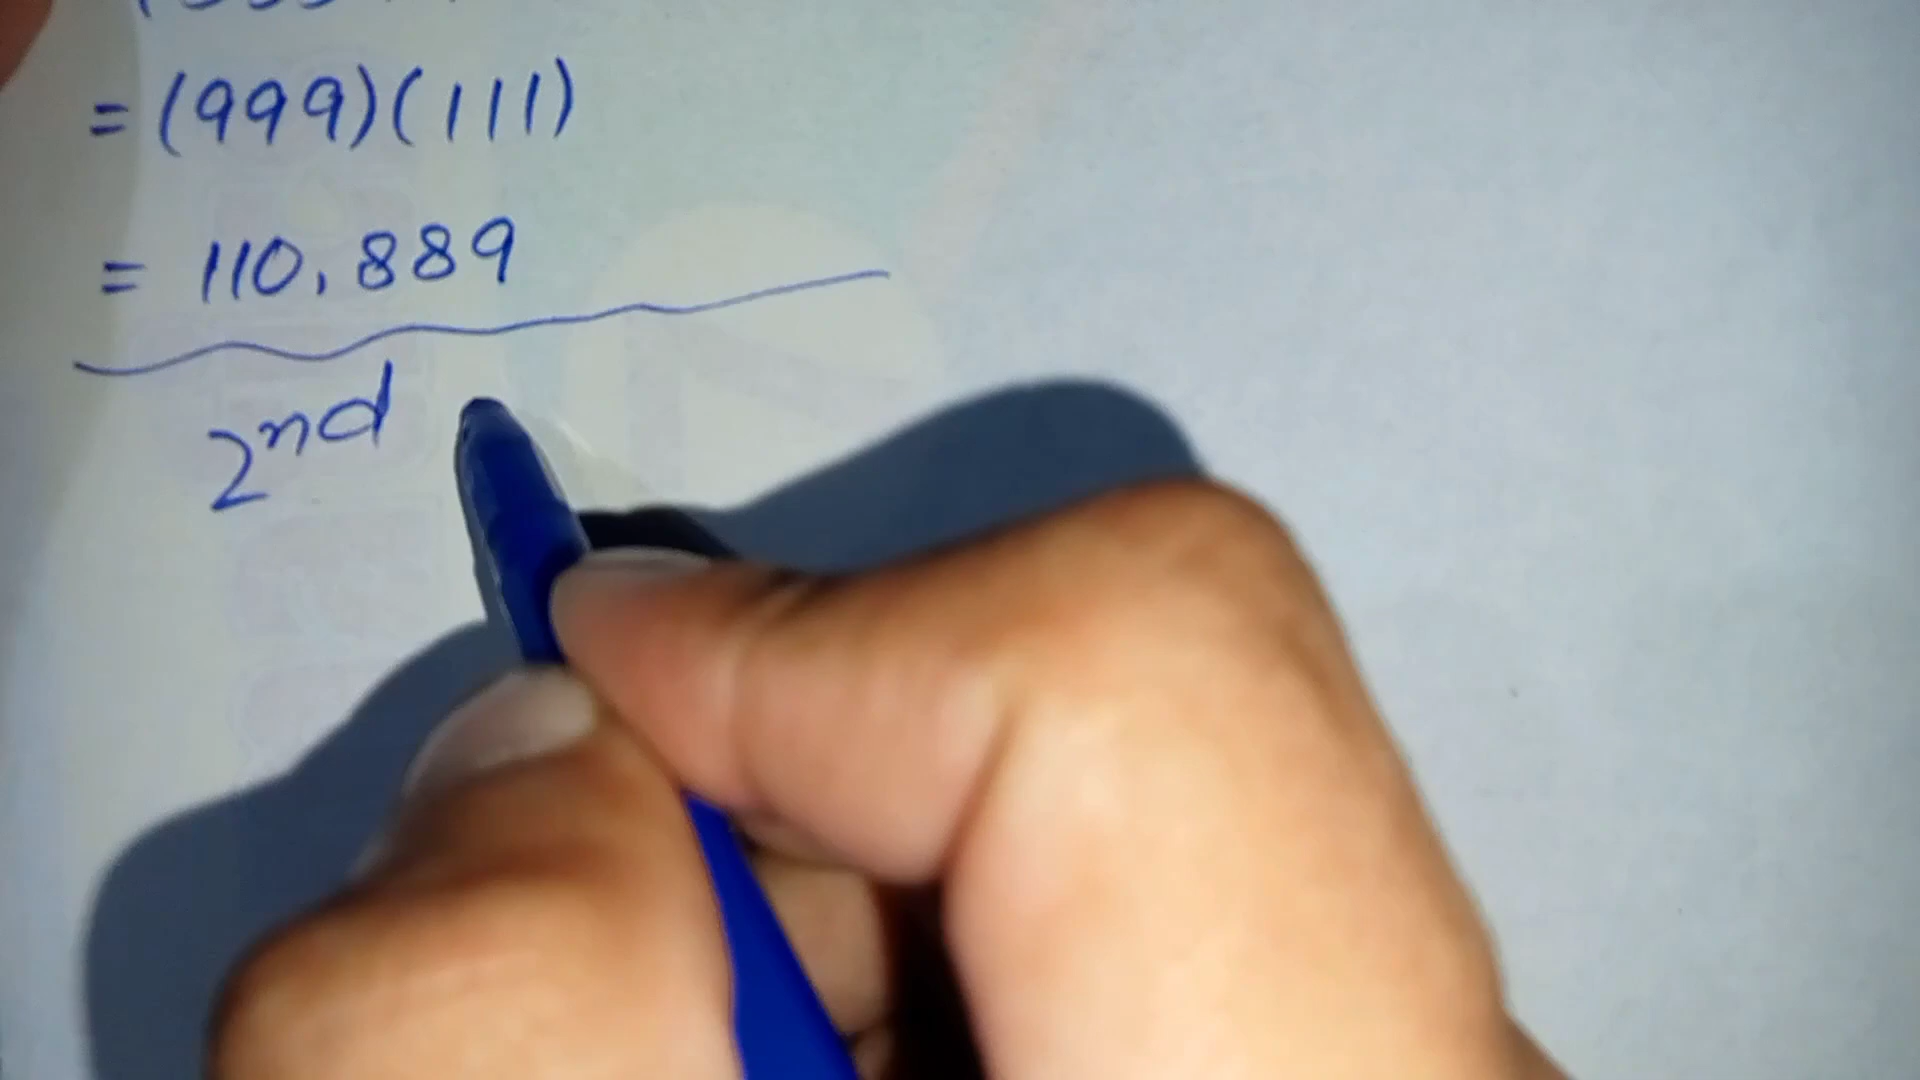 = (999)(111)
= 110,889
2nd